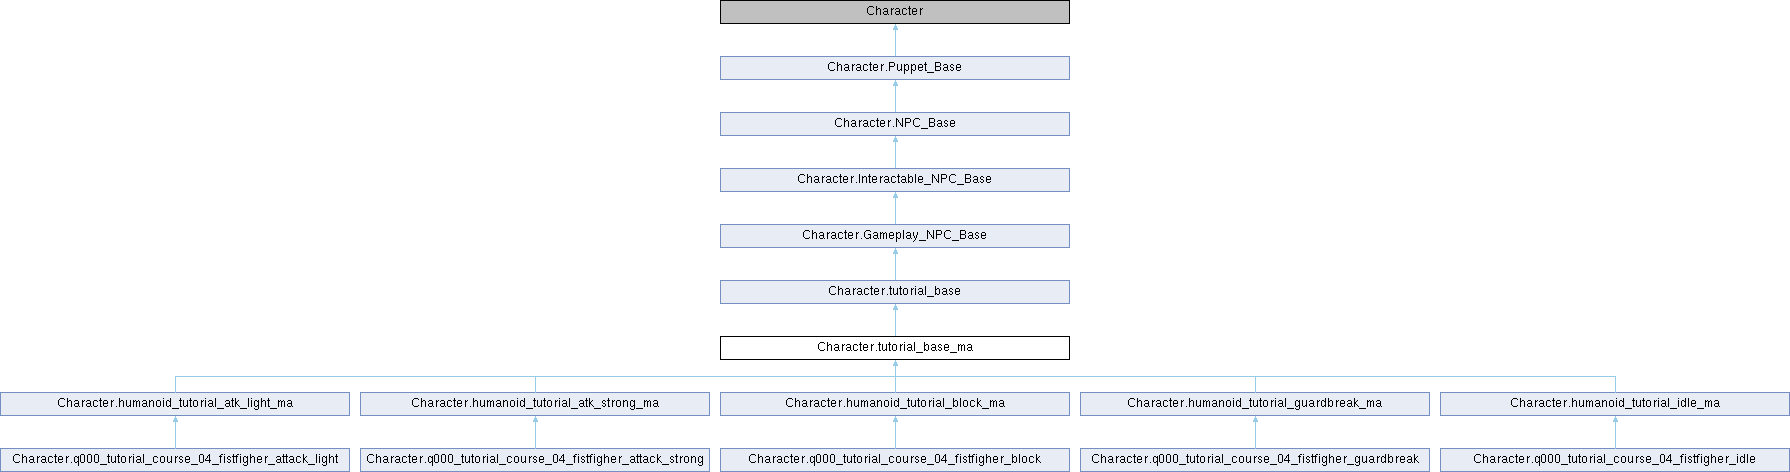 Character
Character.Puppet_Base
Character.NPC_Base
Character.Interactable_NPC_Base
Character.Gameplay_NPC_Base
Character.tutorial_base
Character.tutorial_base_ma
Character.humanoid_tutorial_atk_light_ma
Character.humanoid_tutorial_atk_strong_ma
Character.humanoid_tutorial_block_ma
Character.humanoid_tutorial_guardbreak_ma
Character.humanoid_tutorial_idle_ma
Character.q000_tutorial_course_04_fistfigher_attack_light
Character.q000_tutorial_course_04_fistfigher_attack_strong
Character.q000_tutorial_course_04_fistfigher_block
Character.q000_tutorial_course_04_fistfigher_guardbreak
Character.q000_tutorial_course_04_fistfigher_idle